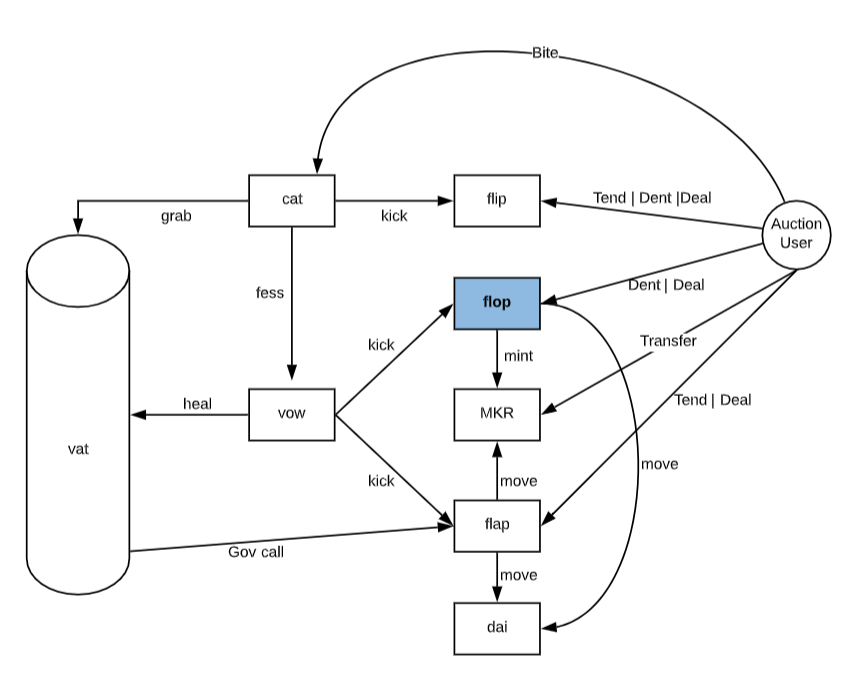 Bite
cat
flip
Tend | Dent |Deal
grab
kick
Auction
User
fess
flop
Dent | Deal
kick
mint
Transfer
heal
vow
MKR
Tend | Deal
vat
kick
move
move
flap
Gov call
move
dai